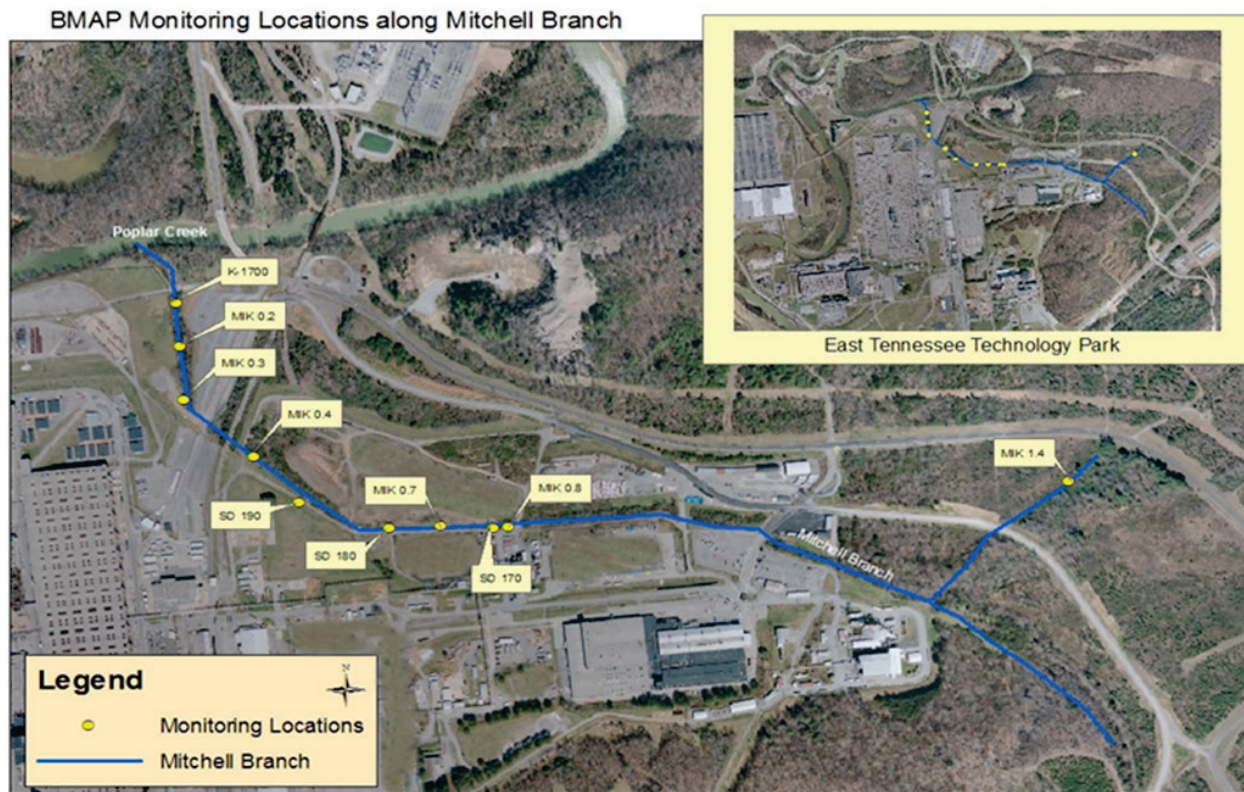 BMAP Monitoring Locations along Mitchell Branch
East Tennessee Technology Park
Poplar Creek
K-1700
MIK 0.2
MIK 0.3
MIK 0.4
MIK 1.4
SD 190
MIK 0.7
MIK 0.8
SD 180
SD 170
Mitchell Branch
Legend
N
Monitoring Locations
Mitchell Branch